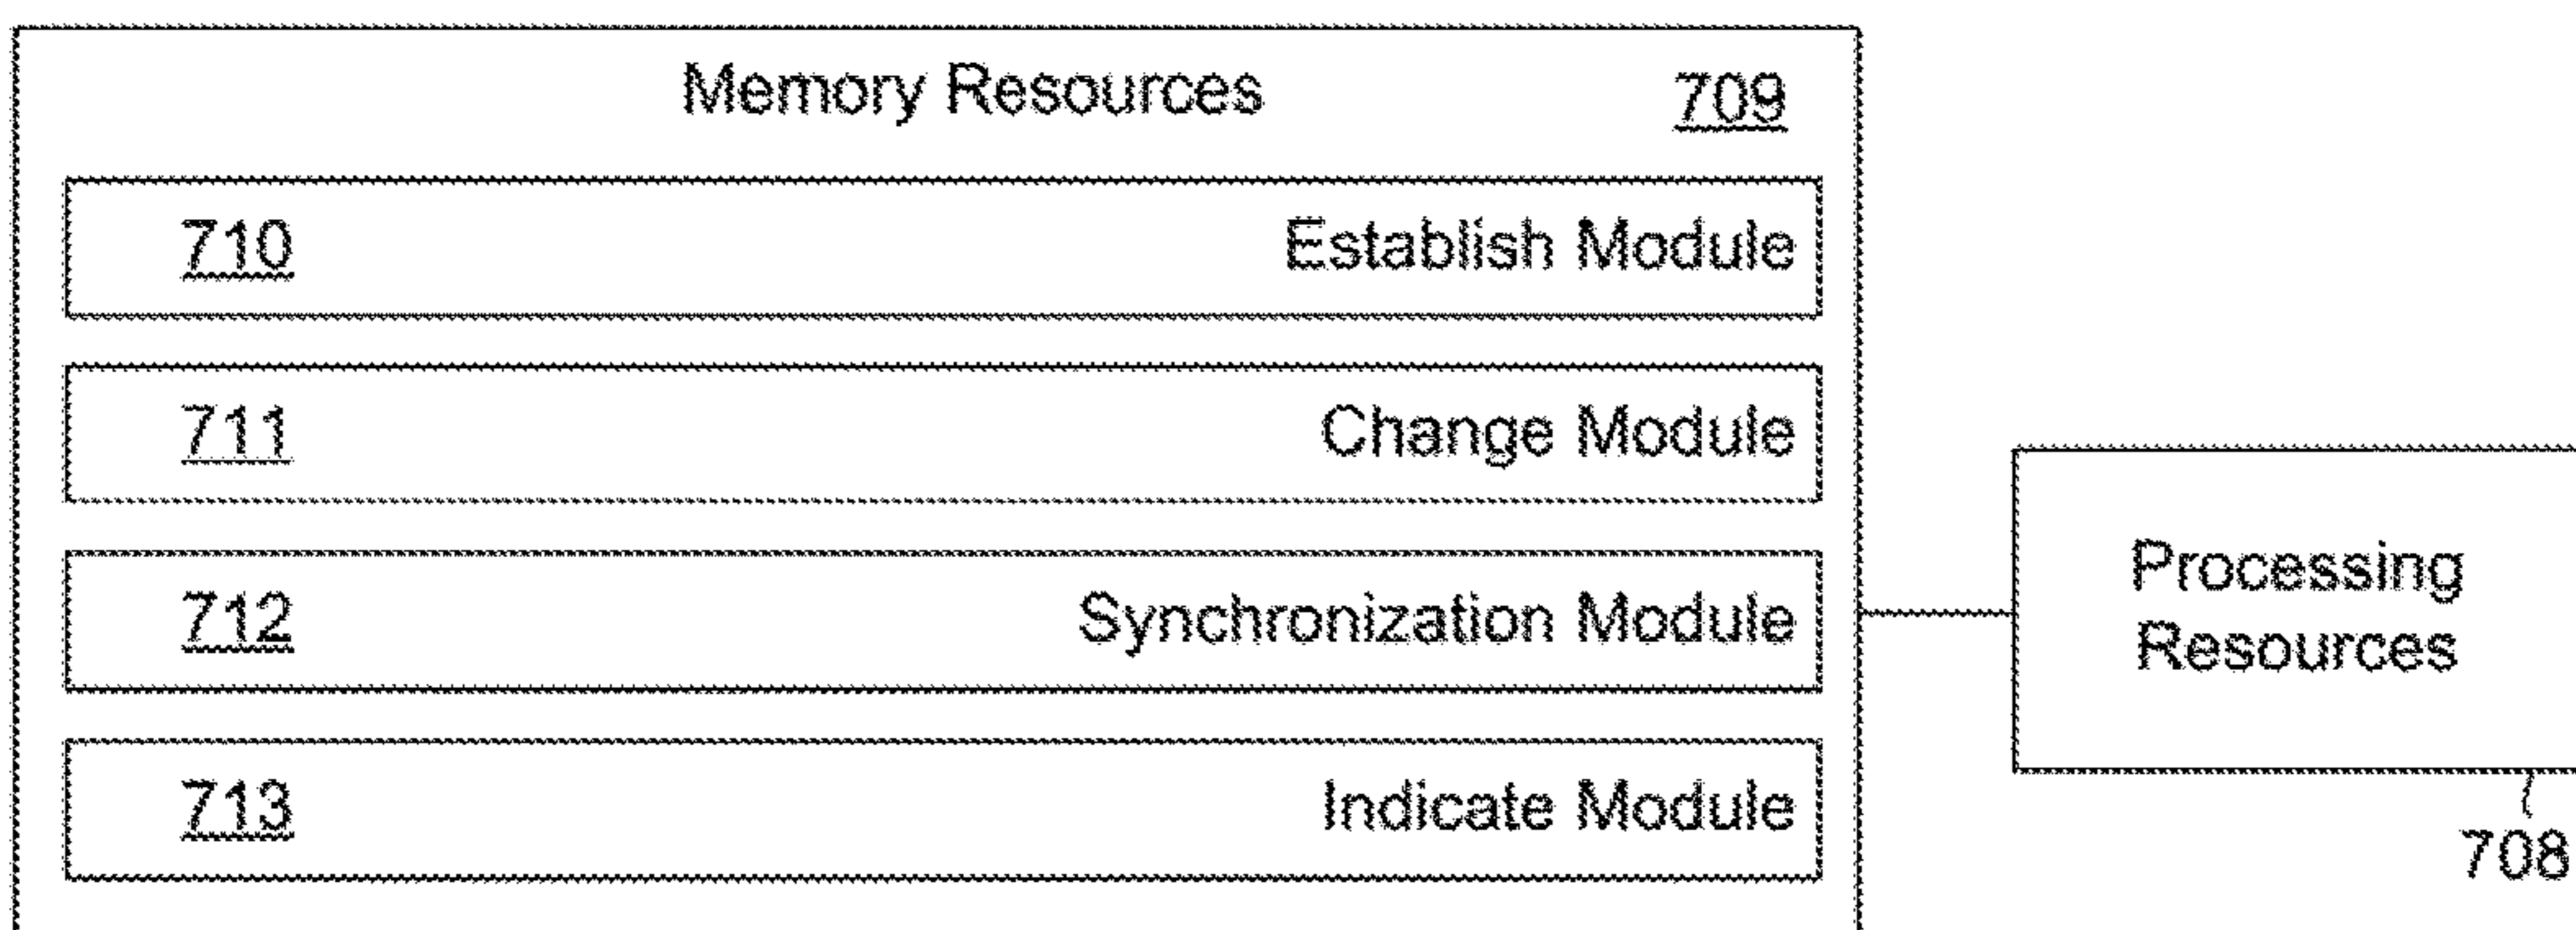 Memory Resources 709
710 Establish Module
711 Change Module
712 Synchronization Module
713 Indicate Module
Processing
Resources
708